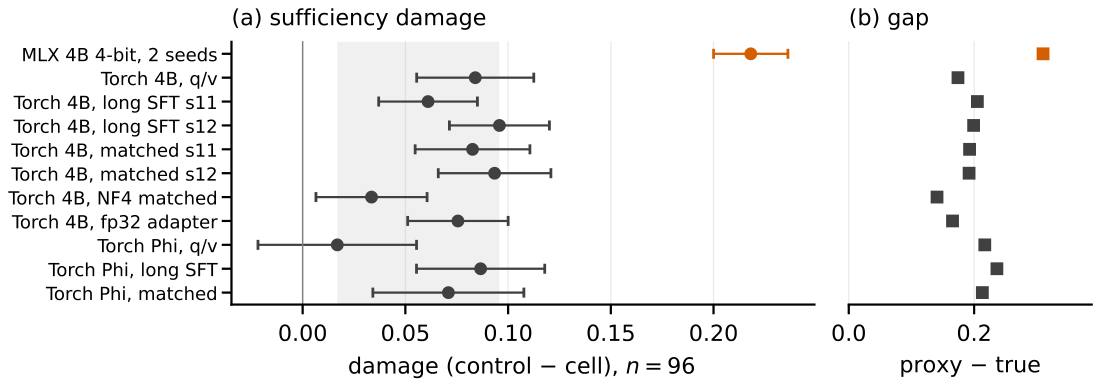 (a) sufficiency damage
MLX 4B 4-bit, 2 seeds
Torch 4B, q/v
Torch 4B, long SFT s11
Torch 4B, long SFT s12
Torch 4B, matched s11
Torch 4B, matched s12
Torch 4B, NF4 matched
Torch 4B, fp32 adapter
Torch Phi, q/v
Torch Phi, long SFT
Torch Phi, matched
0.00 0.05 0.10 0.15 0.20
damage (control − cell), n = 96
(b) gap
0.0 0.2
proxy − true